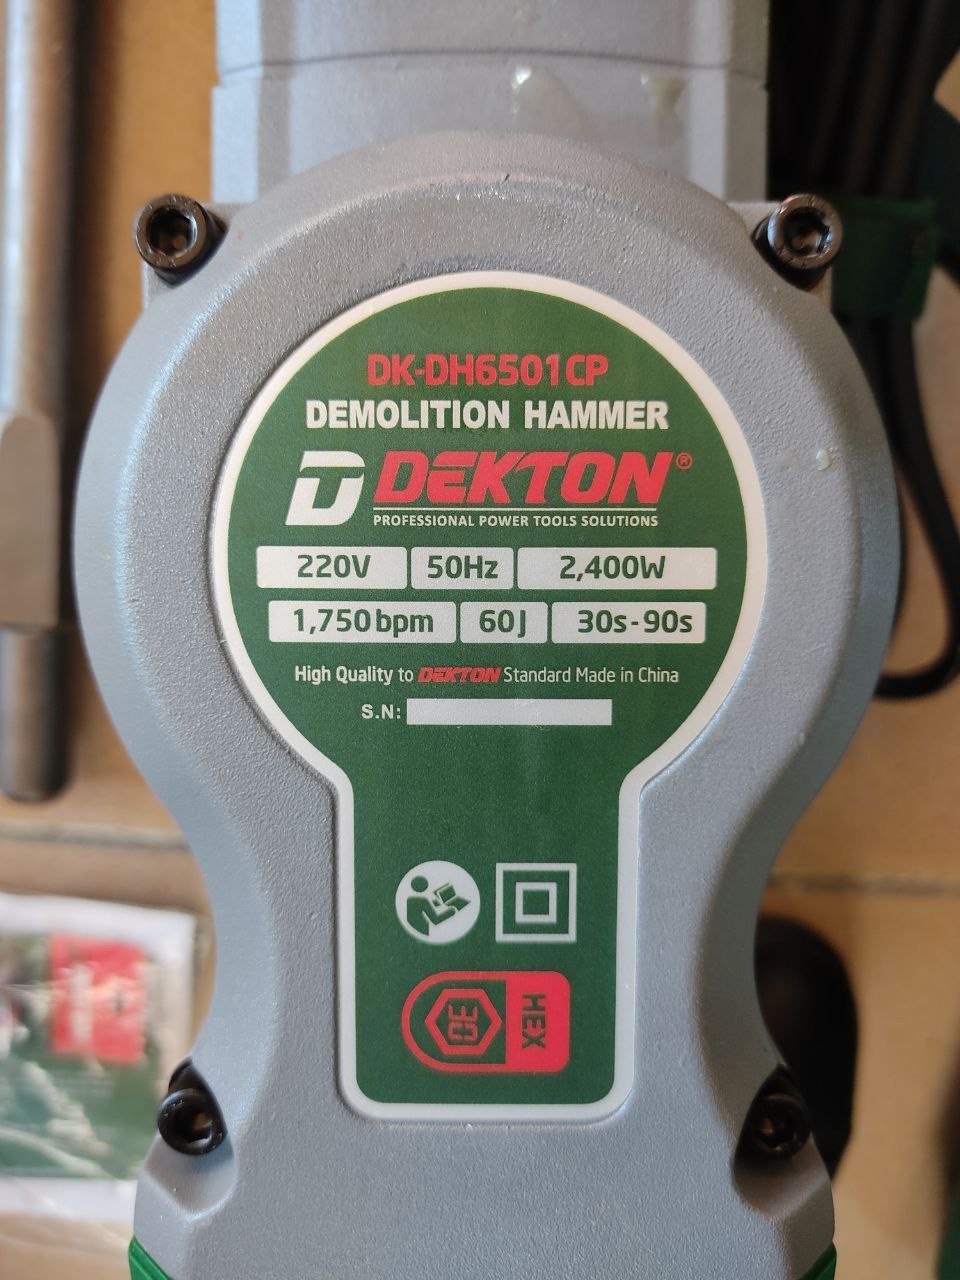 DK-DH6501CP
DEMOLITION HAMMER
DEKTON®
PROFESSIONAL POWER TOOLS SOLUTIONS
220V 50Hz 2,400W
1,750 bpm 60J 30s-90s
High Quality to DEKTON Standard Made in China
S.N:
HEX